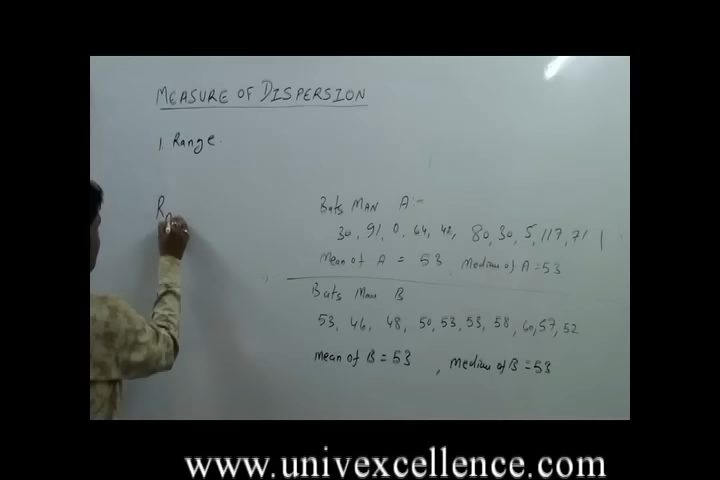 MEASURE OF DISPERSION
1. Range.
Ra
Bats MAN A:-
30, 91, 0, 64, 42, 80, 30, 5, 117, 71
Mean of A = 53 Median of A = 53
Bats Man B
53, 46, 48, 50, 53, 53, 58, 60, 57, 52
Mean of B = 53 , Median of B = 53
www.univexcellence.com